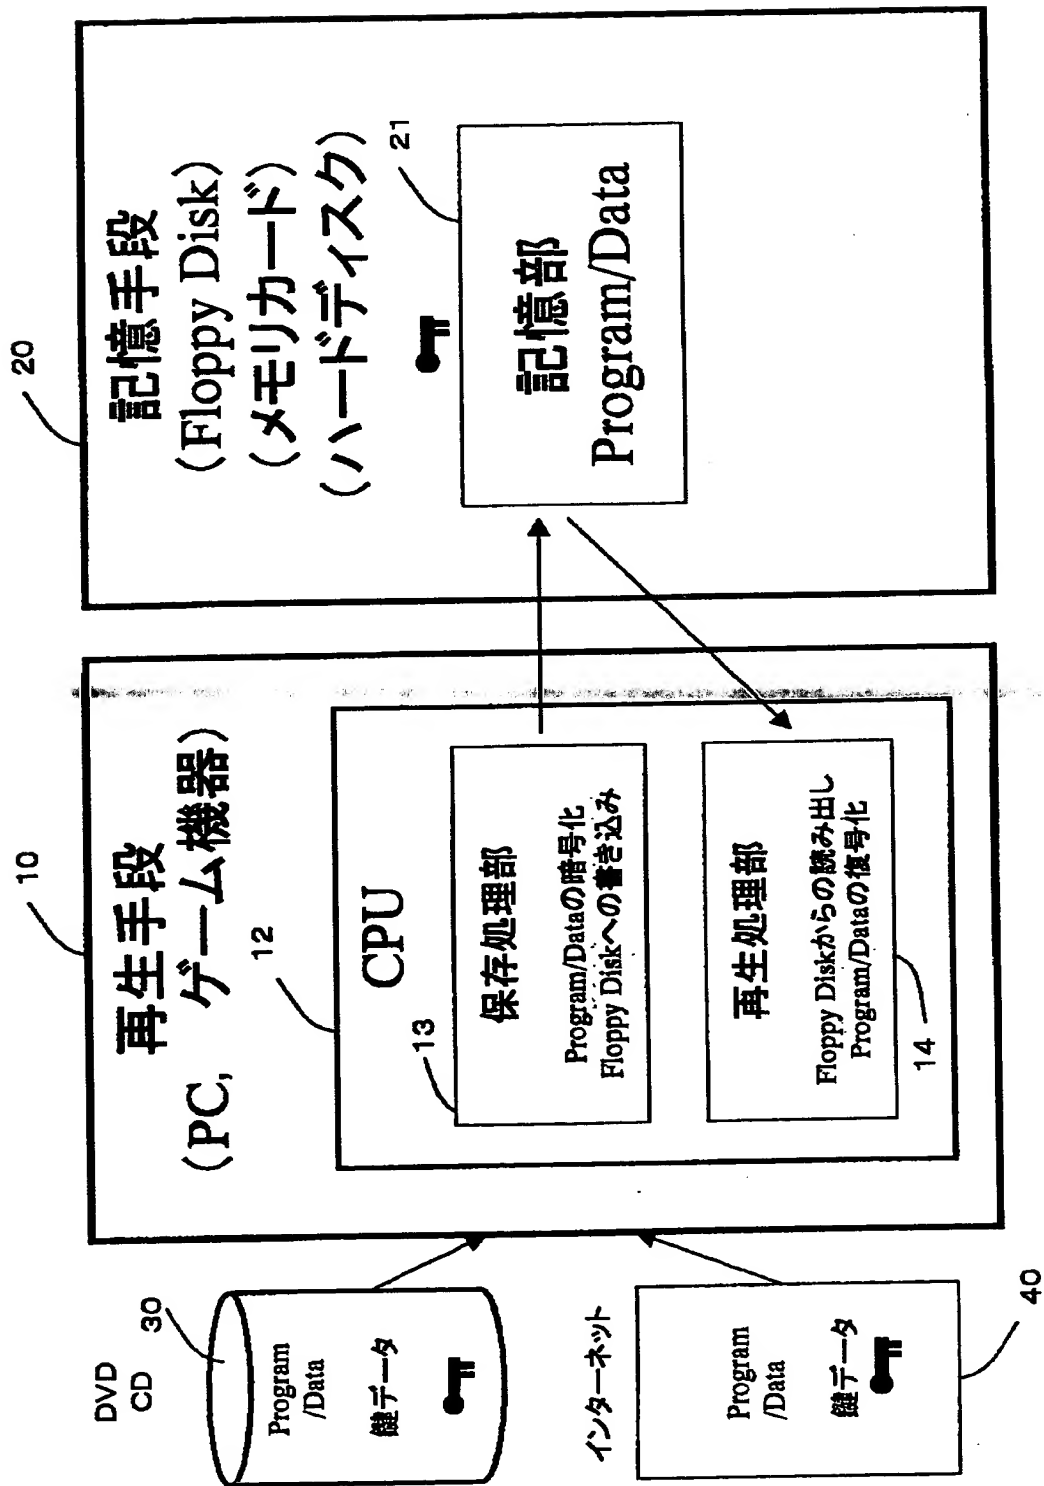 DVD
CD
30
Program
/Data
鍵データ
インターネット
Program
/Data
鍵データ
40
10
再生手段
(PC, ゲーム機器)
12
CPU
13
保存処理部
Program/Dataの暗号化
Floppy Diskへの書き込み
再生処理部
Floppy Diskからの読み出し
Program/Dataの復号化
14
20
記憶手段
(Floppy Disk)
(メモリカード)
(ハードディスク)
21
記憶部
Program/Data